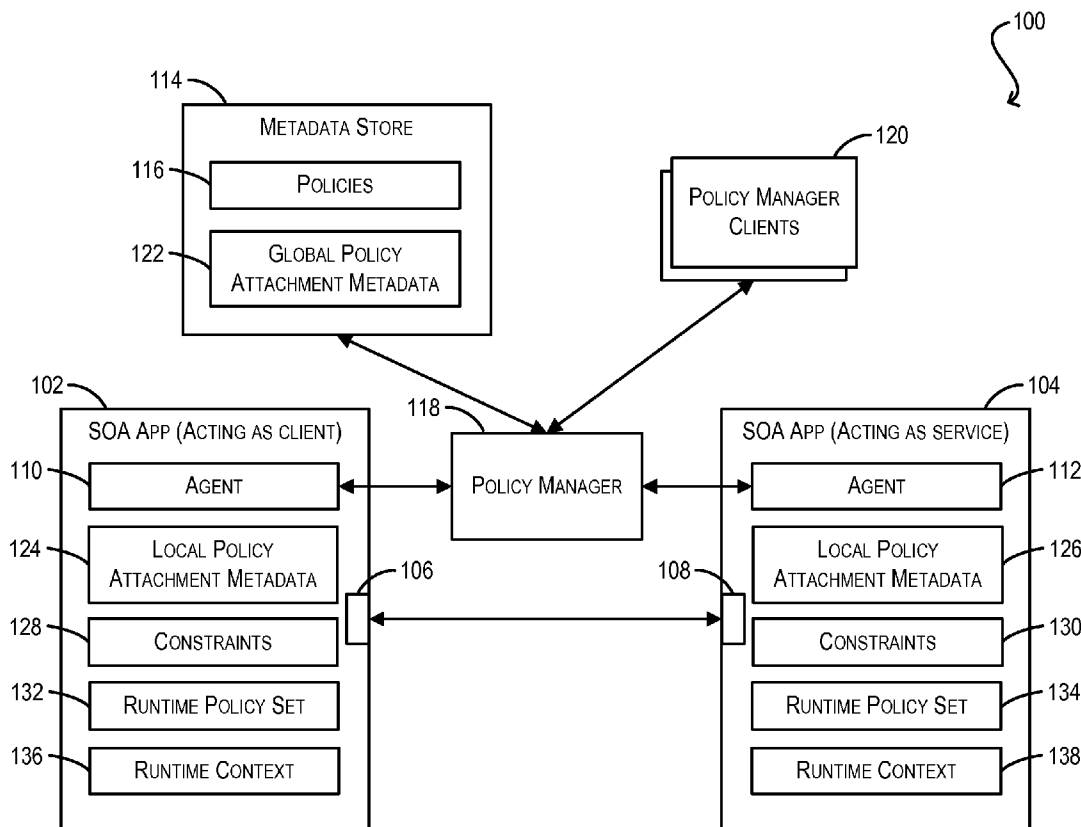 100
114
METADATA STORE
116
POLICIES
122
GLOBAL POLICY
ATTACHMENT METADATA
120
POLICY MANAGER
CLIENTS
102
SOA APP (ACTING AS CLIENT)
110
AGENT
124
LOCAL POLICY
ATTACHMENT METADATA
106
128
CONSTRAINTS
132
RUNTIME POLICY SET
136
RUNTIME CONTEXT
118
POLICY MANAGER
104
SOA APP (ACTING AS SERVICE)
AGENT
112
LOCAL POLICY
ATTACHMENT METADATA
126
108
CONSTRAINTS
130
RUNTIME POLICY SET
134
RUNTIME CONTEXT
138